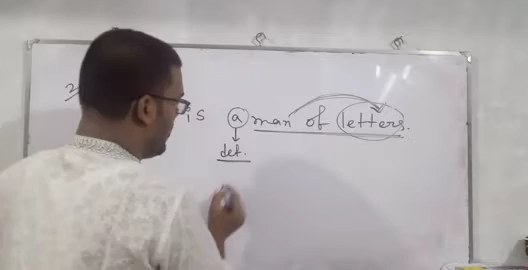 is a man of letters.
det.